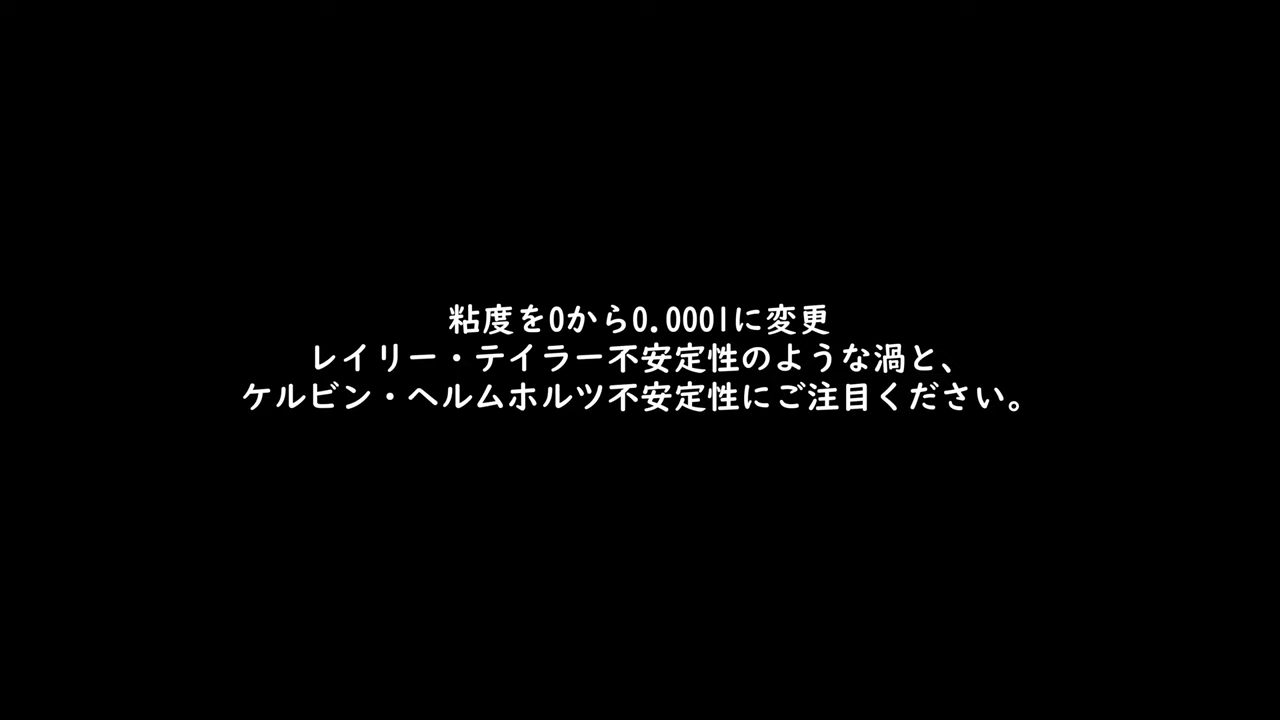 粘度を0から0.0001に変更
レイリー・テイラー不安定性のような渦と、
ケルビン・ヘルムホルツ不安定性にご注目ください。